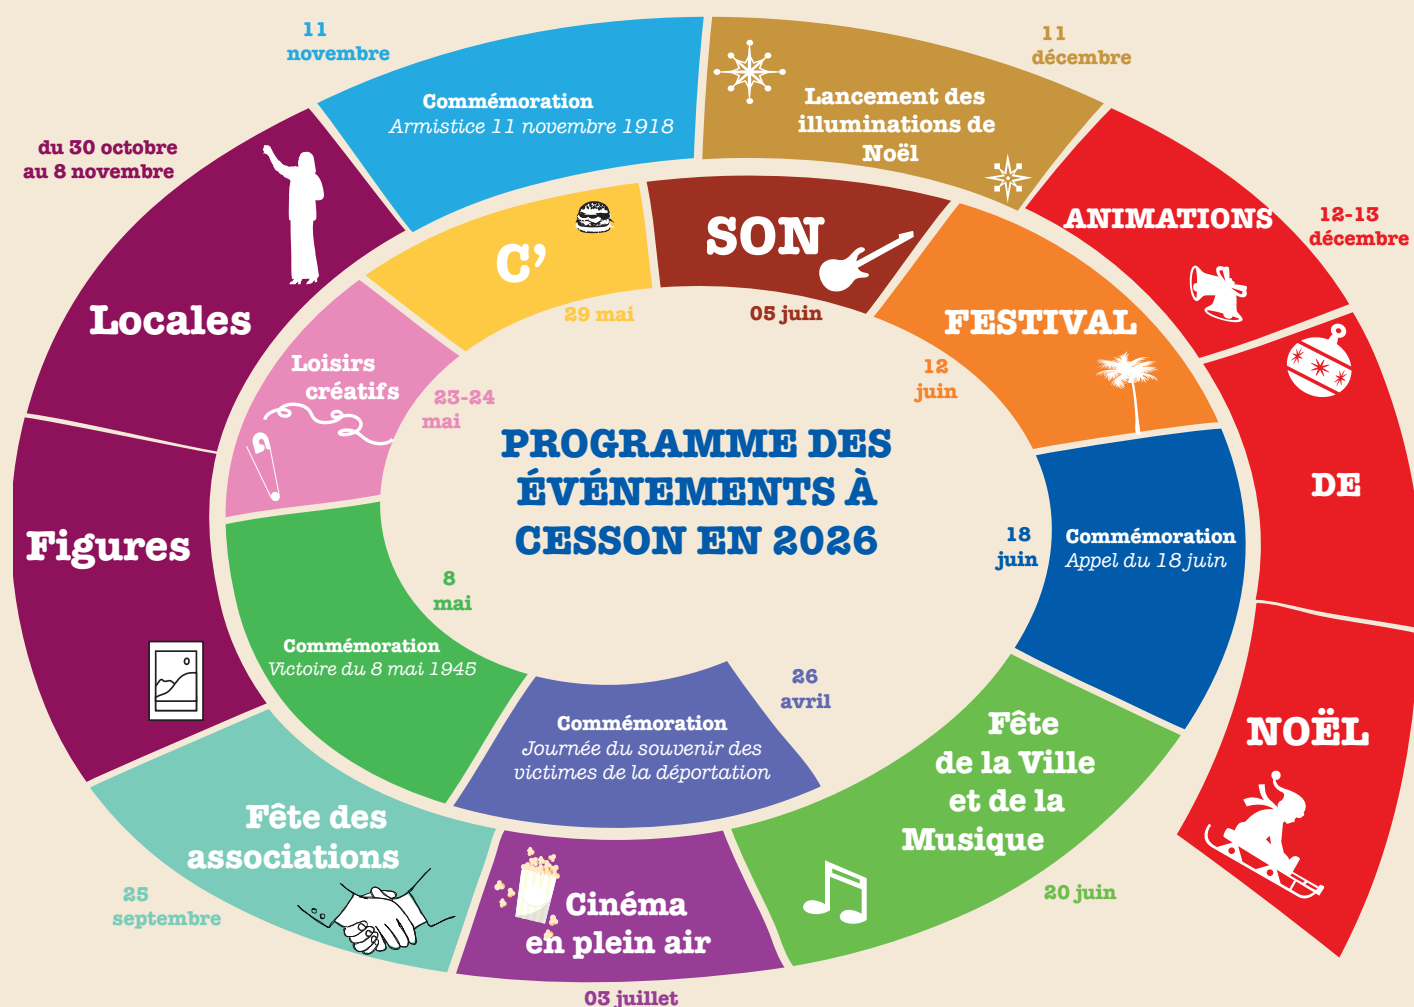 PROGRAMME DES
ÉVÉNEMENTS À
CESSON EN 2026
26
avril
Commémoration
Journée du souvenir des
victimes de la déportation
8
mai
Commémoration
Victoire du 8 mai 1945
Loisirs
créatifs
23-24
mai
C'
29 mai
SON
05 juin
FESTIVAL
12
juin
18
juin
Commémoration
Appel du 18 juin
Fête
de la Ville
et de la
Musique
20 juin
Cinéma
en plein air
03 juillet
Fête des
associations
25
septembre
Figures
Locales
du 30 octobre
au 8 novembre
11
novembre
Commémoration
Armistice 11 novembre 1918
11
décembre
Lancement des
illuminations de
Noël
ANIMATIONS
12-13
décembre
DE
NOËL